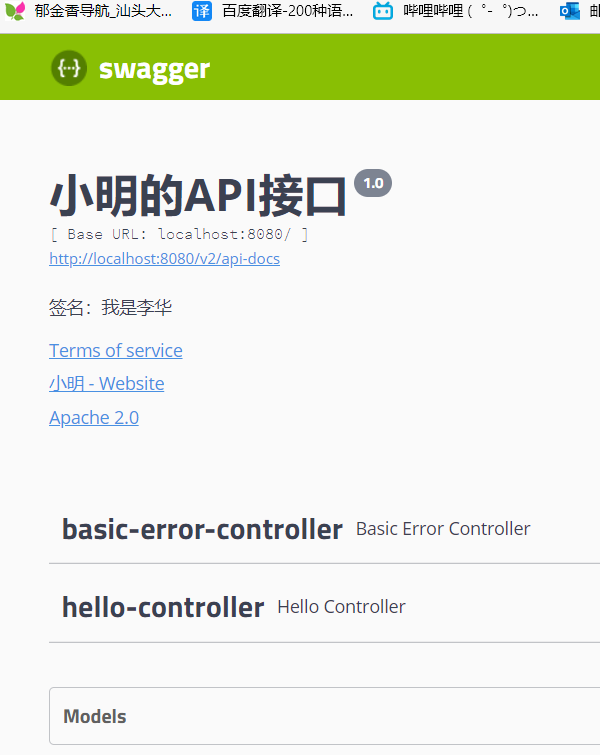 郁金香导航_汕头大... 译 百度翻译-200种语... 哔哩哔哩 (゜-゜)つ...
{···} swagger
小明的API接口 1.0
[ Base URL: localhost:8080/ ]
http://localhost:8080/v2/api-docs
签名：我是李华
Terms of service
小明 - Website
Apache 2.0
basic-error-controller Basic Error Controller
hello-controller Hello Controller
Models